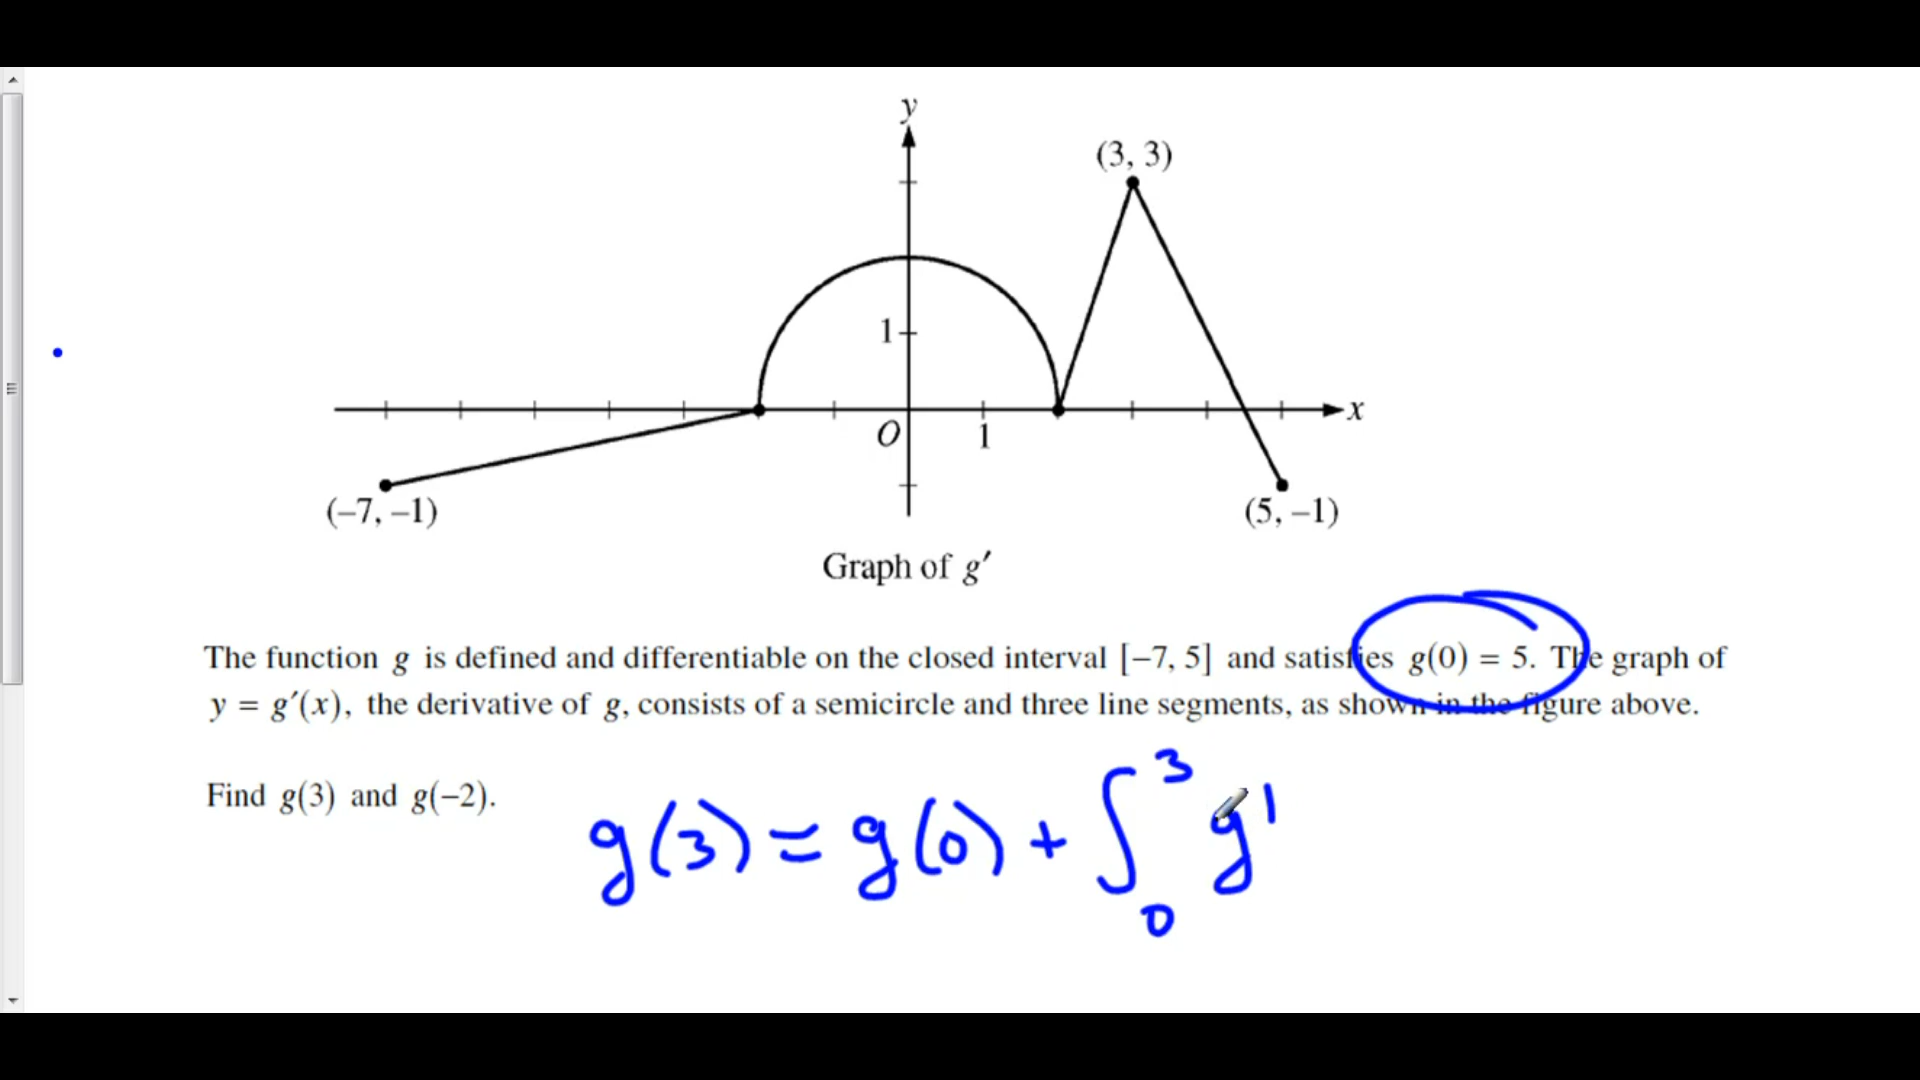 y
(3, 3)
1
x
O
1
(–7, –1)
(5, –1)
Graph of g′
The function g is defined and differentiable on the closed interval [–7, 5] and satisfies g(0) = 5. The graph of
y = g′(x), the derivative of g, consists of a semicircle and three line segments, as shown in the figure above.
Find g(3) and g(–2).
g(3) = g(0) + ∫₀³ g′